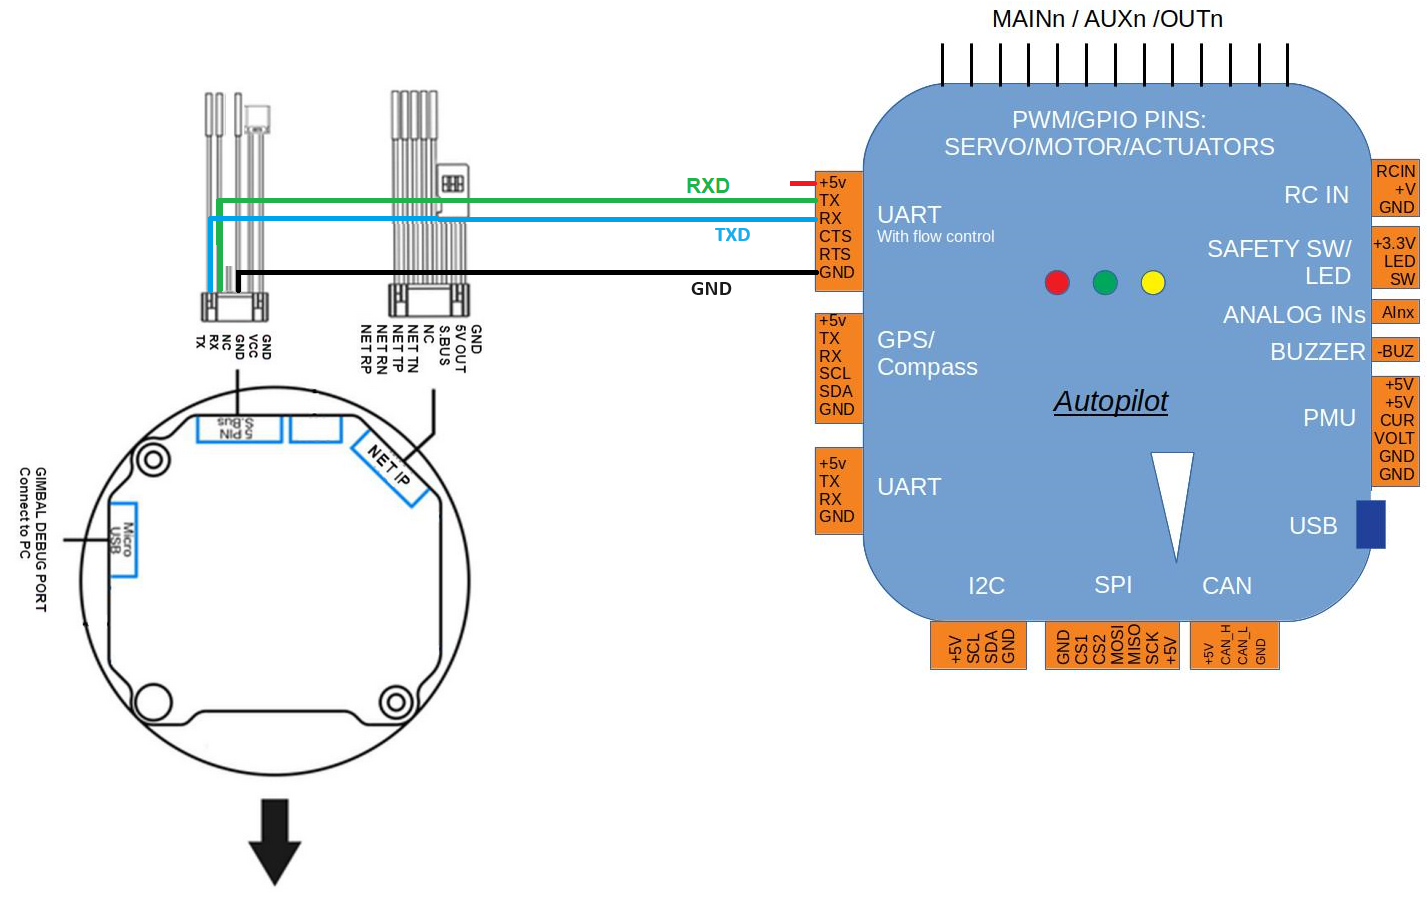 MAINn / AUXn /OUTn
PWM/GPIO PINS:
SERVO/MOTOR/ACTUATORS
RXD
TXD
GND
+5v
TX
RX
CTS
RTS
GND
UART
With flow control
+5v
TX
RX
SCL
SDA
GND
GPS/
Compass
+5v
TX
RX
GND
UART
RC IN
RCIN
+V
GND
SAFETY SW/
LED
+3.3V
LED
SW
ANALOG INs
AInx
BUZZER
-BUZ
PMU
+5V
+5V
CUR
VOLT
GND
GND
USB
Autopilot
I2C
SPI
CAN
+5V
SCL
SDA
GND
GND
CS1
CS2
MOSI
MISO
SCK
+5V
+5V
CAN_H
CAN_L
GND
TX
RX
NC
GND
VCC
GND
NET RP
NET RN
NET TP
NET TN
NC
S.BUS
5V OUT
GND
5 PIN
S.Bus
NET IP
Micro
USB
GIMBAL DEBUG PORT
Connect to PC